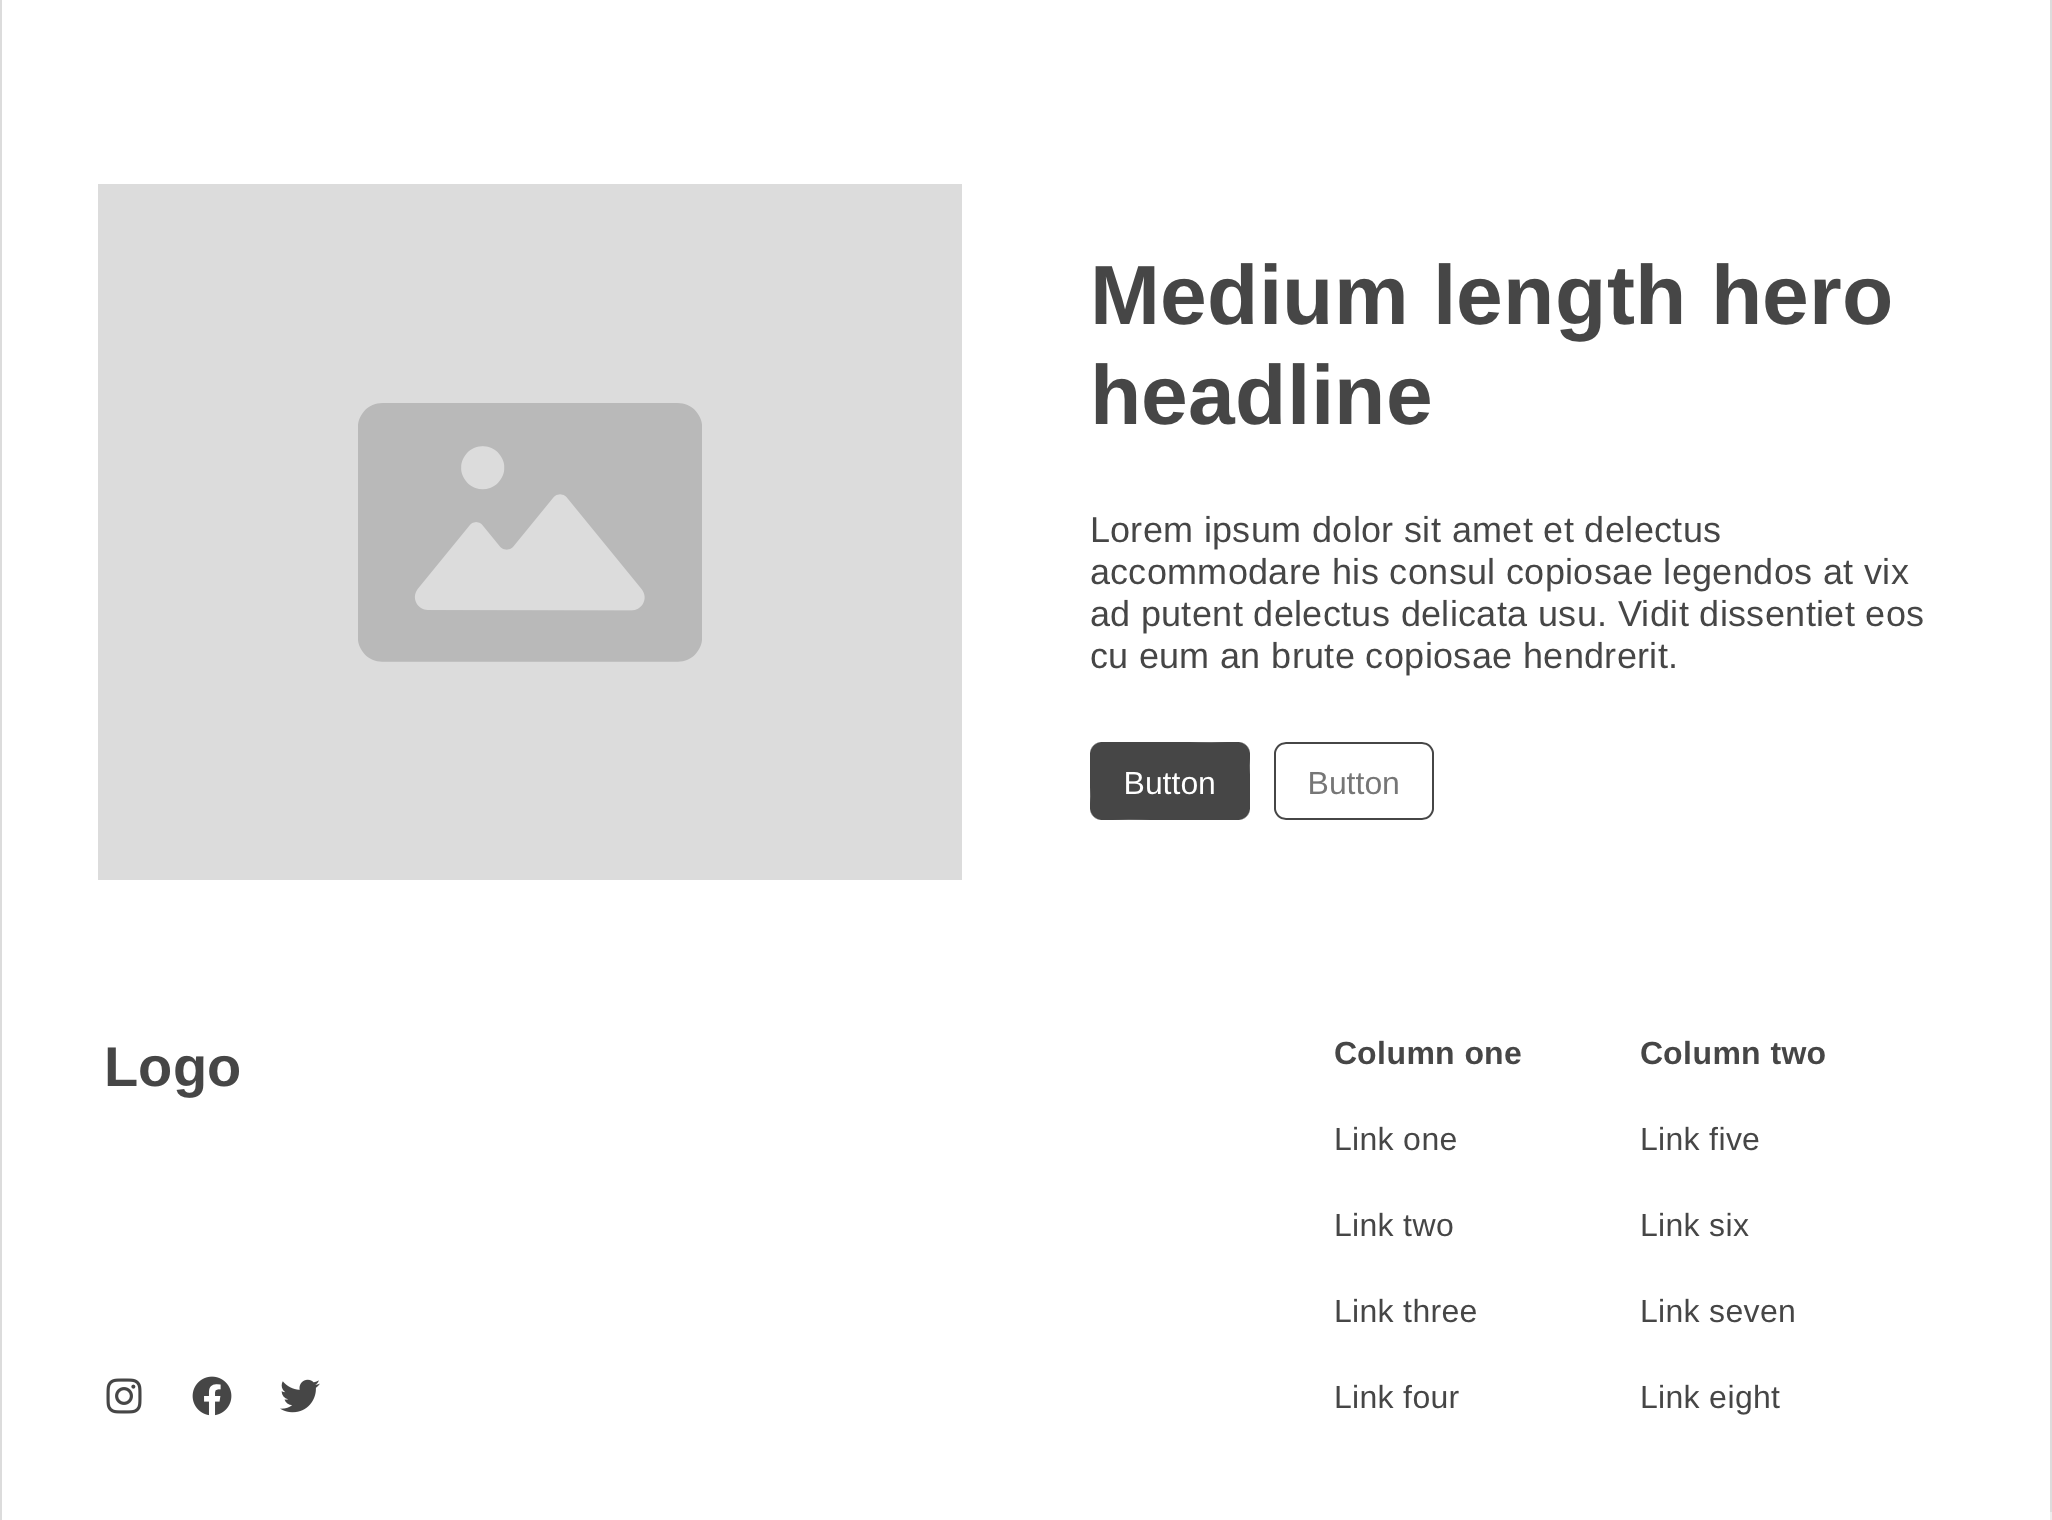 Medium length hero
headline
Lorem ipsum dolor sit amet et delectus
accommodare his consul copiosae legendos at vix
ad putent delectus delicata usu. Vidit dissentiet eos
cu eum an brute copiosae hendrerit.
Button
Button
Logo
Column one
Link one
Link two
Link three
Link four
Column two
Link five
Link six
Link seven
Link eight